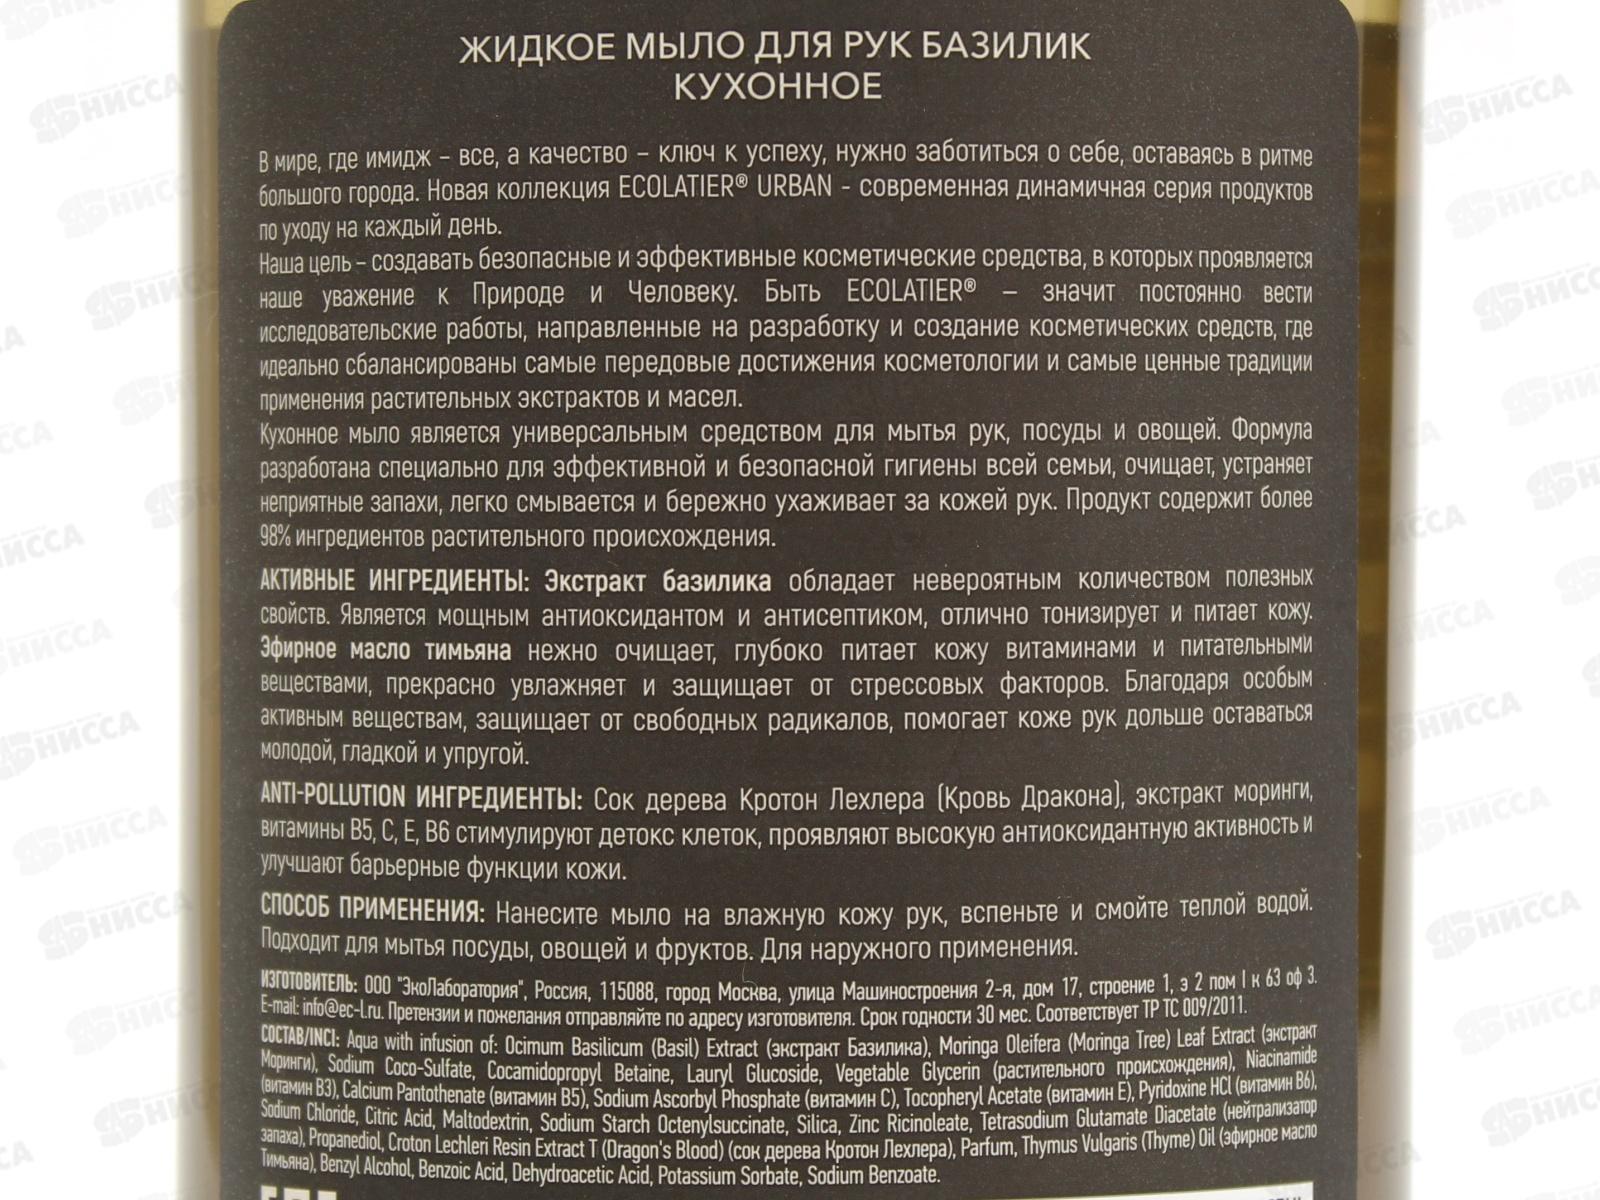 ЖИДКОЕ МЫЛО ДЛЯ РУК БАЗИЛИК
КУХОННОЕ
В мире, где имидж – все, а качество – ключ к успеху, нужно заботиться о себе, оставаясь в ритме
большого города. Новая коллекция ECOLATIER® URBAN - современная динамичная серия продуктов
по уходу на каждый день.
Наша цель – создавать безопасные и эффективные косметические средства, в которых проявляется
наше уважение к Природе и Человеку. Быть ECOLATIER® – значит постоянно вести
исследовательские работы, направленные на разработку и создание косметических средств, где
идеально сбалансированы самые передовые достижения косметологии и самые ценные традиции
применения растительных экстрактов и масел.
Кухонное мыло является универсальным средством для мытья рук, посуды и овощей. Формула
разработана специально для эффективной и безопасной гигиены всей семьи, очищает, устраняет
неприятные запахи, легко смывается и бережно ухаживает за кожей рук. Продукт содержит более
98% ингредиентов растительного происхождения.
АКТИВНЫЕ ИНГРЕДИЕНТЫ: Экстракт базилика обладает невероятным количеством полезных
свойств. Является мощным антиоксидантом и антисептиком, отлично тонизирует и питает кожу.
Эфирное масло тимьяна нежно очищает, глубоко питает кожу витаминами и питательными
веществами, прекрасно увлажняет и защищает от стрессовых факторов. Благодаря особым
активным веществам, защищает от свободных радикалов, помогает коже рук дольше оставаться
молодой, гладкой и упругой.
ANTI-POLLUTION ИНГРЕДИЕНТЫ: Сок дерева Кротон Лехлера (Кровь Дракона), экстракт моринги,
витамины B5, C, E, B6 стимулируют детокс клеток, проявляют высокую антиоксидантную активность и
улучшают барьерные функции кожи.
СПОСОБ ПРИМЕНЕНИЯ: Нанесите мыло на влажную кожу рук, вспеньте и смойте теплой водой.
Подходит для мытья посуды, овощей и фруктов. Для наружного применения.
ИЗГОТОВИТЕЛЬ: ООО "ЭкоЛаборатория", Россия, 115088, город Москва, улица Машиностроения 2-я, дом 17, строение 1, э 2 пом I к 63 оф 3.
E-mail: info@ec-l.ru. Претензии и пожелания отправляйте по адресу изготовителя. Срок годности 30 мес. Соответствует ТР ТС 009/2011.
СОСТАВ/INCI: Aqua with infusion of: Ocimum Basilicum (Basil) Extract (экстракт Базилика), Moringa Oleifera (Moringa Tree) Leaf Extract (экстракт
Моринги), Sodium Coco-Sulfate, Cocamidopropyl Betaine, Lauryl Glucoside, Vegetable Glycerin (растительного происхождения), Niacinamide
(витамин B3), Calcium Pantothenate (витамин B5), Sodium Ascorbyl Phosphate (витамин C), Tocopheryl Acetate (витамин E), Pyridoxine HCl (витамин B6),
Sodium Chloride, Citric Acid, Maltodextrin, Sodium Starch Octenylsuccinate, Silica, Zinc Ricinoleate, Tetrasodium Glutamate Diacetate (нейтрализатор
запаха), Propanediol, Croton Lechleri Resin Extract T (Dragon's Blood) (сок дерева Кротон Лехлера), Parfum, Thymus Vulgaris (Thyme) Oil (эфирное масло
Тимьяна), Benzyl Alcohol, Benzoic Acid, Dehydroacetic Acid, Potassium Sorbate, Sodium Benzoate.